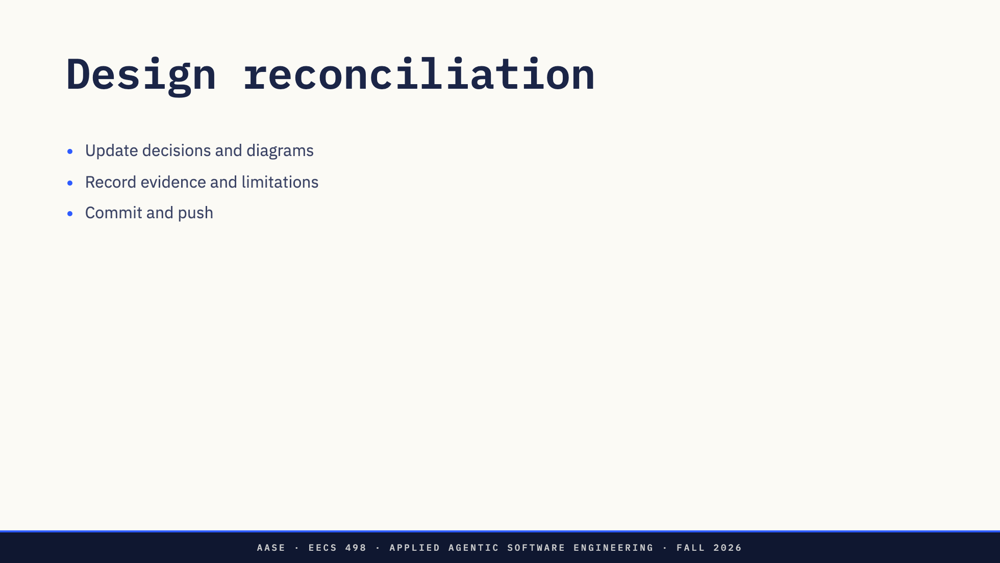 Design reconciliation
• Update decisions and diagrams
• Record evidence and limitations
• Commit and push
AASE · EECS 498 · APPLIED AGENTIC SOFTWARE ENGINEERING · FALL 2026